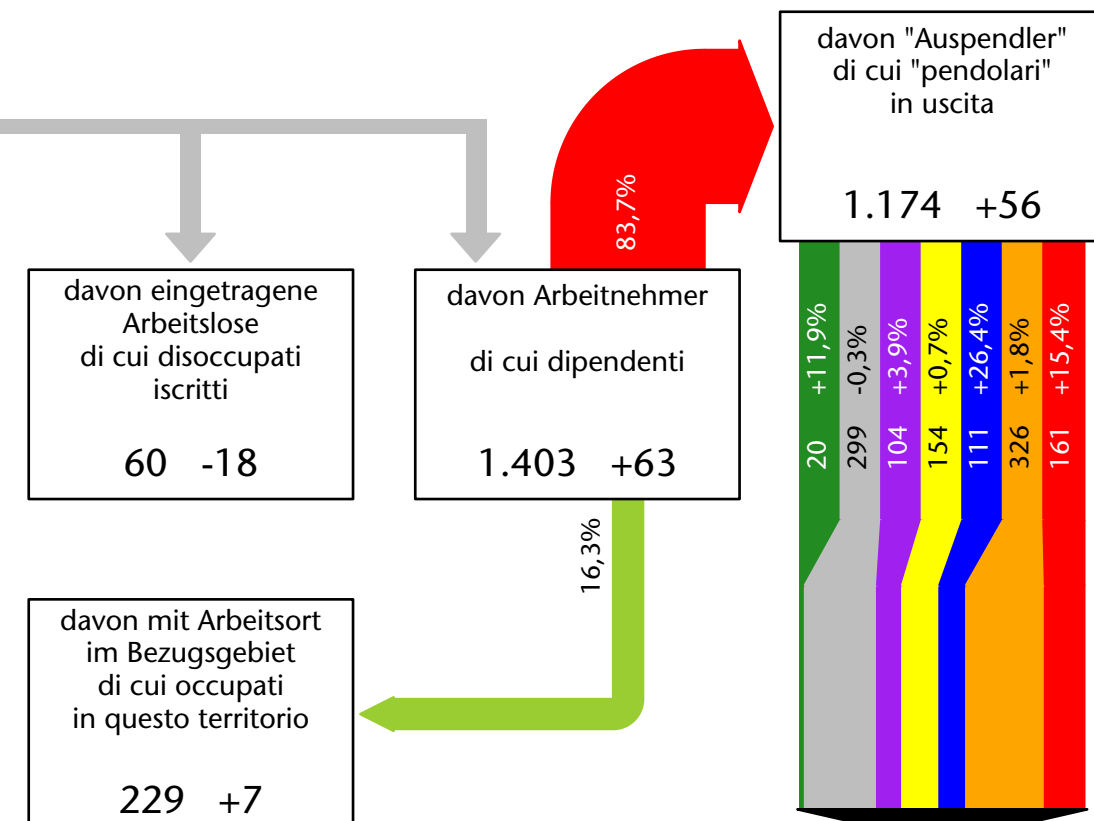 davon "Auspendler"
di cui "pendolari"
in uscita
1.174 +56
83,7%
davon eingetragene
Arbeitslose
di cui disoccupati
iscritti
60 -18
davon Arbeitnehmer
di cui dipendenti
1.403 +63
20 +11,9%
299 -0,3%
104 +3,9%
154 +0,7%
111 +26,4%
326 +1,8%
161 +15,4%
16,3%
davon mit Arbeitsort
im Bezugsgebiet
di cui occupati
in questo territorio
229 +7